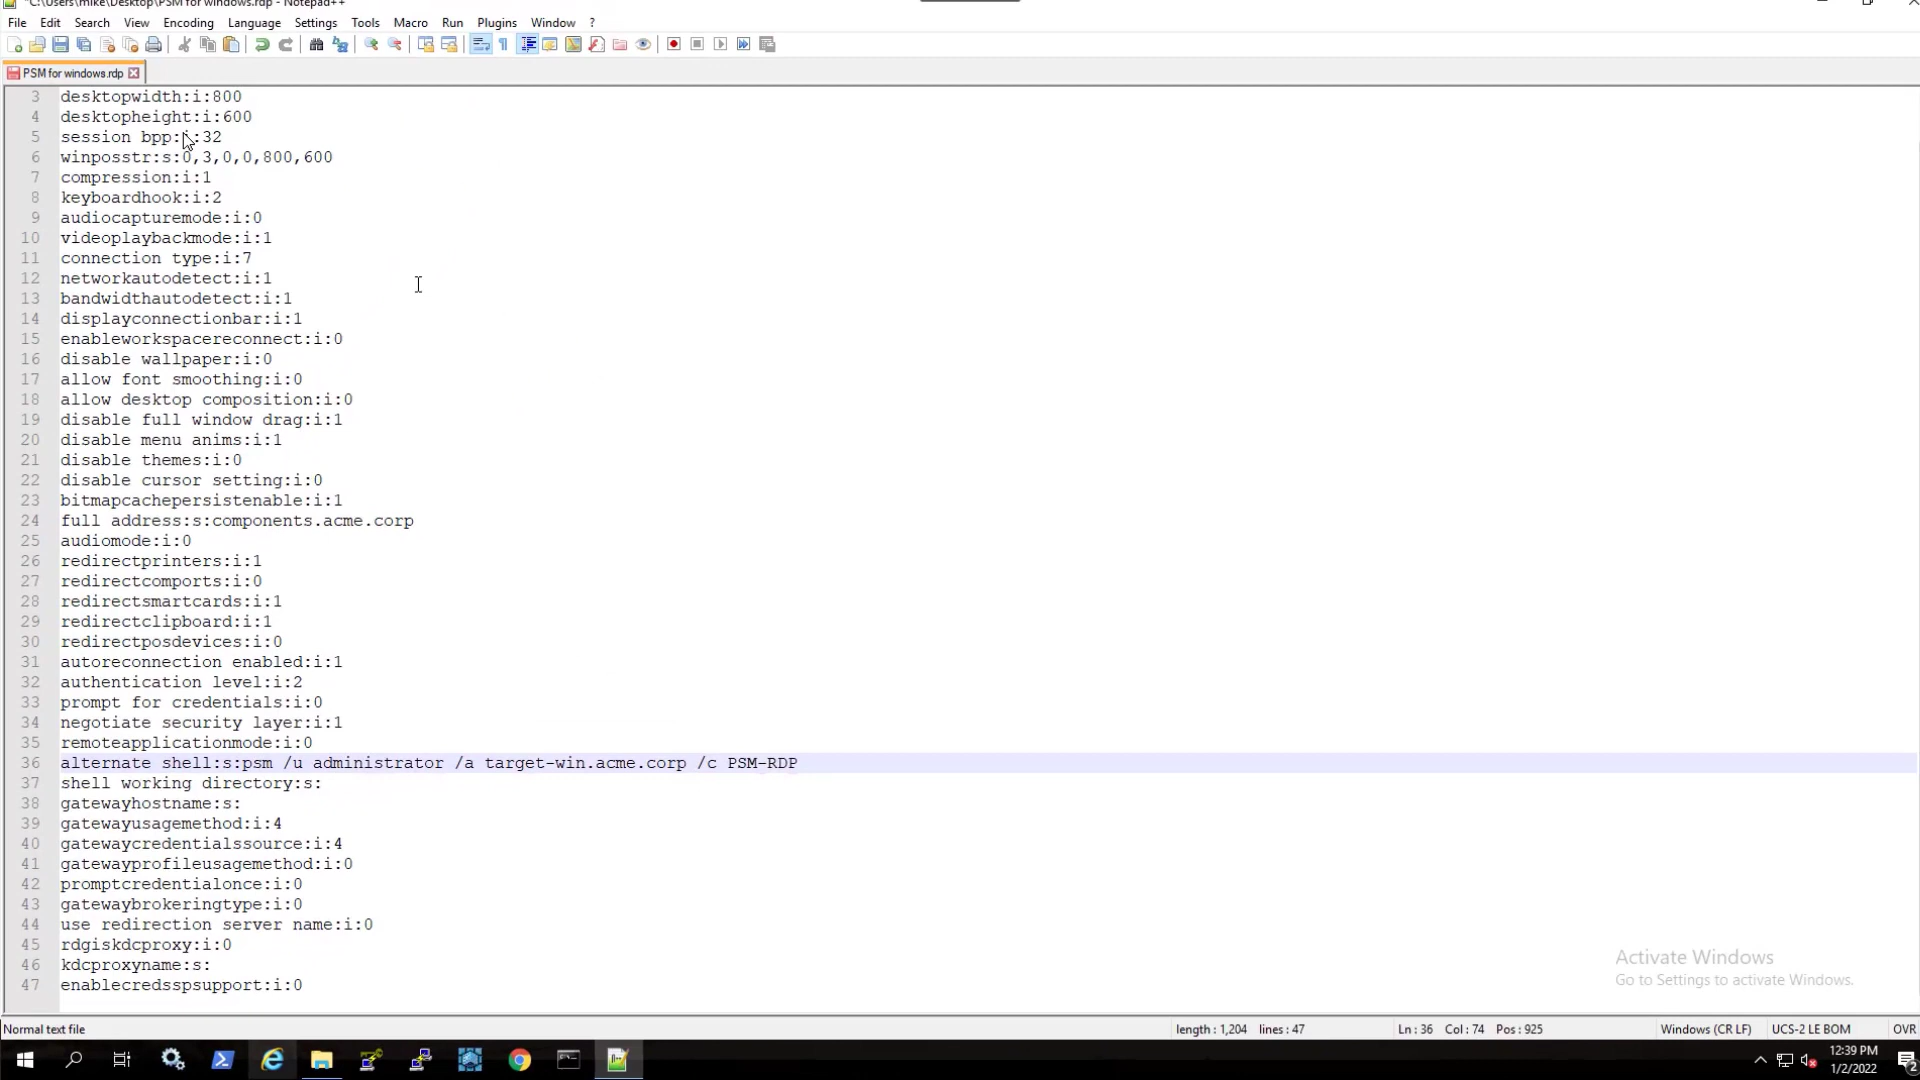 *C:\Users\mike\Desktop\PSM for windows.rdp - Notepad++
File Edit Search View Encoding Language Settings Tools Macro Run Plugins Window ?
PSM for windows.rdp
3 desktopwidth:i:800
4 desktopheight:i:600
5 session bpp:i:32
6 winposstr:s:0,3,0,0,800,600
7 compression:i:1
8 keyboardhook:i:2
9 audiocapturemode:i:0
10 videoplaybackmode:i:1
11 connection type:i:7
12 networkautodetect:i:1
13 bandwidthautodetect:i:1
14 displayconnectionbar:i:1
15 enableworkspacereconnect:i:0
16 disable wallpaper:i:0
17 allow font smoothing:i:0
18 allow desktop composition:i:0
19 disable full window drag:i:1
20 disable menu anims:i:1
21 disable themes:i:0
22 disable cursor setting:i:0
23 bitmapcachepersistenable:i:1
24 full address:s:components.acme.corp
25 audiomode:i:0
26 redirectprinters:i:1
27 redirectcomports:i:0
28 redirectsmartcards:i:1
29 redirectclipboard:i:1
30 redirectposdevices:i:0
31 autoreconnection enabled:i:1
32 authentication level:i:2
33 prompt for credentials:i:0
34 negotiate security layer:i:1
35 remoteapplicationmode:i:0
36 alternate shell:s:psm /u administrator /a target-win.acme.corp /c PSM-RDP
37 shell working directory:s:
38 gatewayhostname:s:
39 gatewayusagemethod:i:4
40 gatewaycredentialssource:i:4
41 gatewayprofileusagemethod:i:0
42 promptcredentialonce:i:0
43 gatewaybrokeringtype:i:0
44 use redirection server name:i:0
45 rdgiskdcproxy:i:0
46 kdcproxyname:s:
47 enablecredsspsupport:i:0
Activate Windows
Go to Settings to activate Windows.
Normal text file length : 1,204 lines : 47 Ln : 36 Col : 74 Pos : 925 Windows (CR LF) UCS-2 LE BOM OVR
12:39 PM
1/2/2022
2